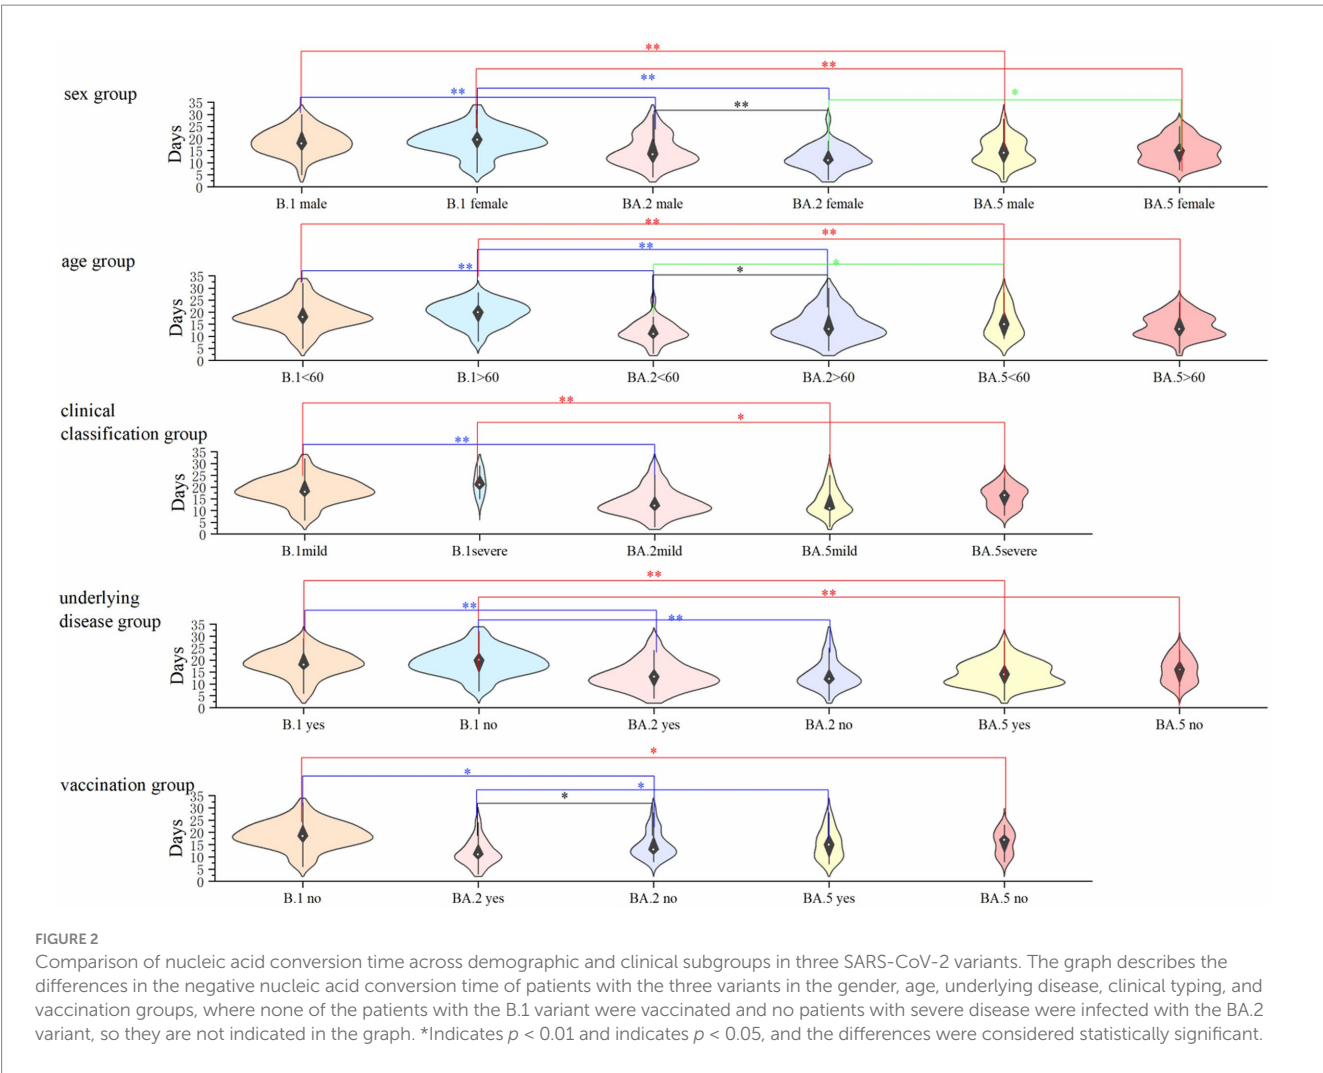 **
**
**
sex group
**
*
**
Days
35
30
25
20
15
10
5
0
B.1 male B.1 female BA.2 male BA.2 female BA.5 male BA.5 female
**
**
**
age group
*
**
*
Days
35
30
25
20
15
10
5
0
B.1<60 B.1>60 BA.2<60 BA.2>60 BA.5<60 BA.5>60
**
clinical
*
classification group
**
Days
35
30
25
20
15
10
5
0
B.1mild B.1severe BA.2mild BA.5mild BA.5severe
**
underlying
**
**
disease group
**
Days
35
30
25
20
15
10
5
0
B.1 yes B.1 no BA.2 yes BA.2 no BA.5 yes BA.5 no
*
*
vaccination group
*
*
Days
35
30
25
20
15
10
5
0
B.1 no BA.2 yes BA.2 no BA.5 yes BA.5 no
FIGURE 2
Comparison of nucleic acid conversion time across demographic and clinical subgroups in three SARS-CoV-2 variants. The graph describes the
differences in the negative nucleic acid conversion time of patients with the three variants in the gender, age, underlying disease, clinical typing, and
vaccination groups, where none of the patients with the B.1 variant were vaccinated and no patients with severe disease were infected with the BA.2
variant, so they are not indicated in the graph. *Indicates p < 0.01 and indicates p < 0.05, and the differences were considered statistically significant.